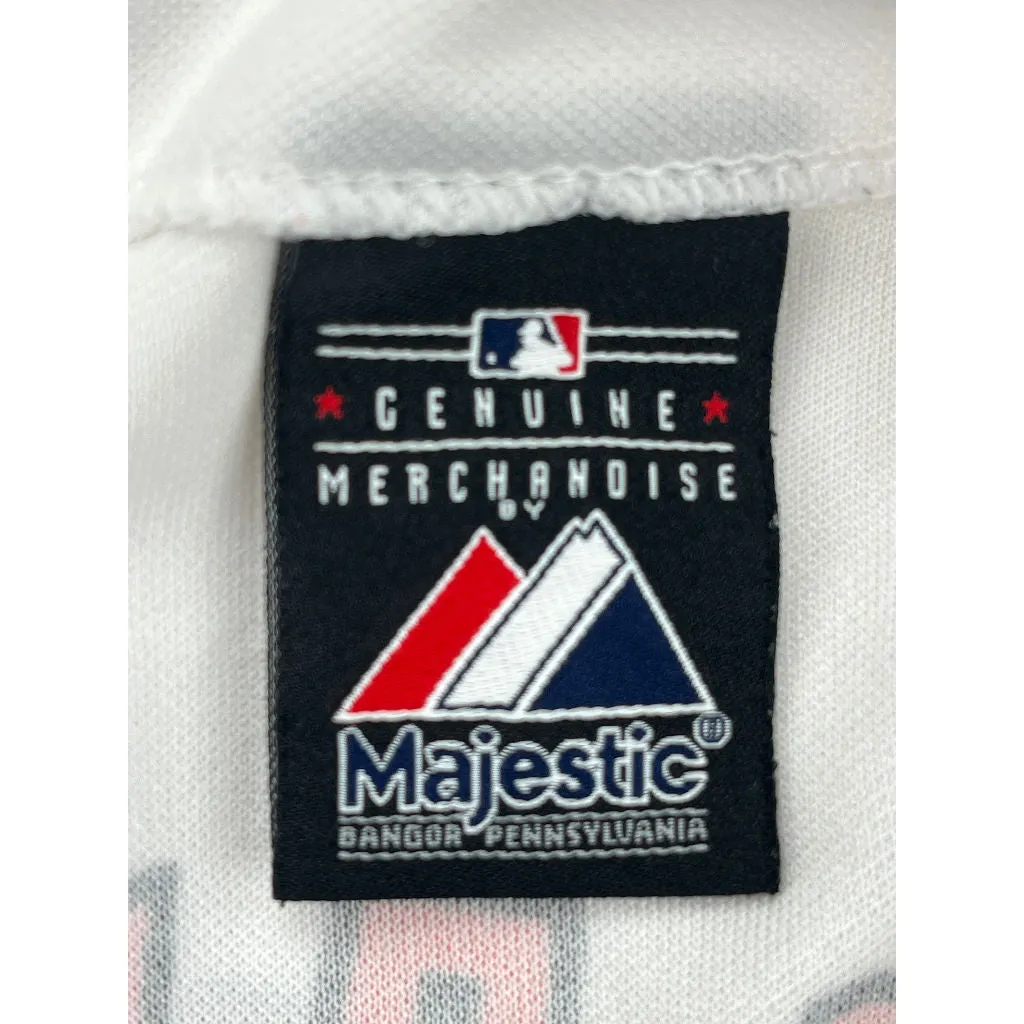 GENUINE
MERCHANDISE
BY
Majestic®
BANGOR PENNSYLVANIA